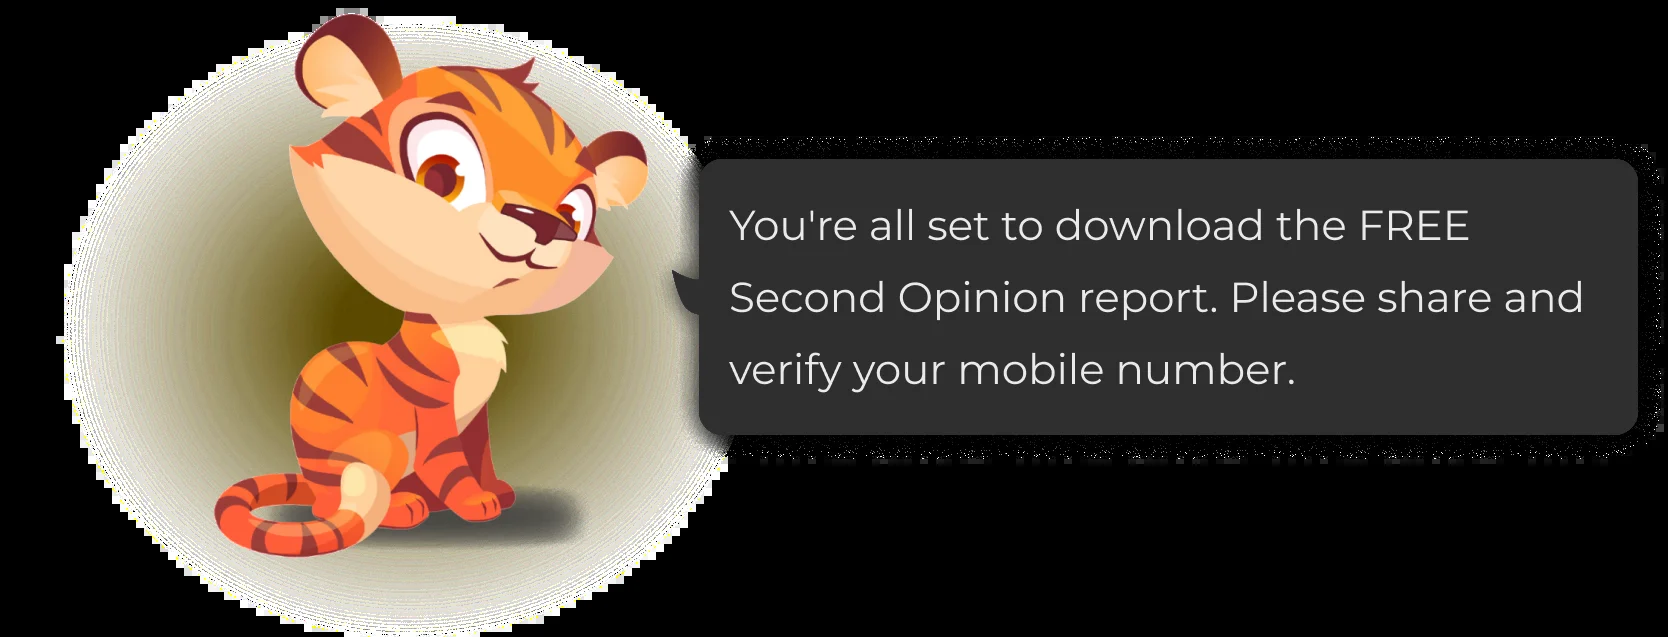 You're all set to download the FREE
Second Opinion report. Please share and
verify your mobile number.